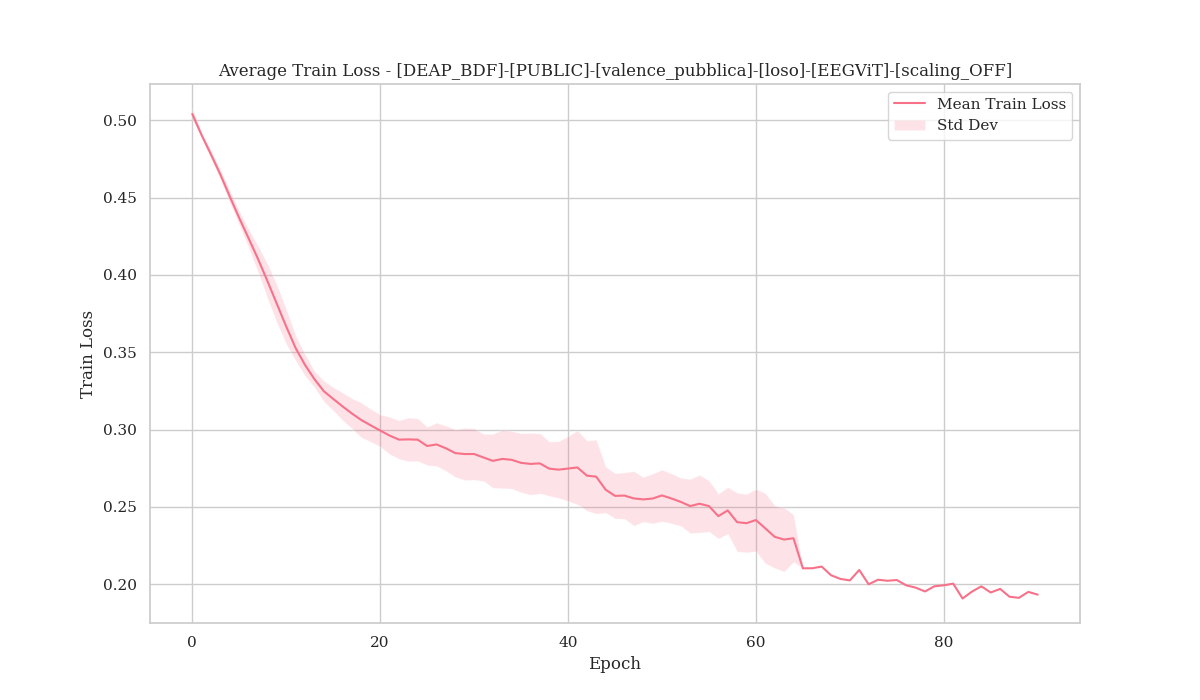 Average Train Loss - [DEAP_BDF]-[PUBLIC]-[valence_pubblica]-[loso]-[EEGViT]-[scaling_OFF]
Mean Train Loss
Std Dev
0.50
0.45
0.40
0.35
0.30
0.25
0.20
Train Loss
0
20
40
60
80
Epoch